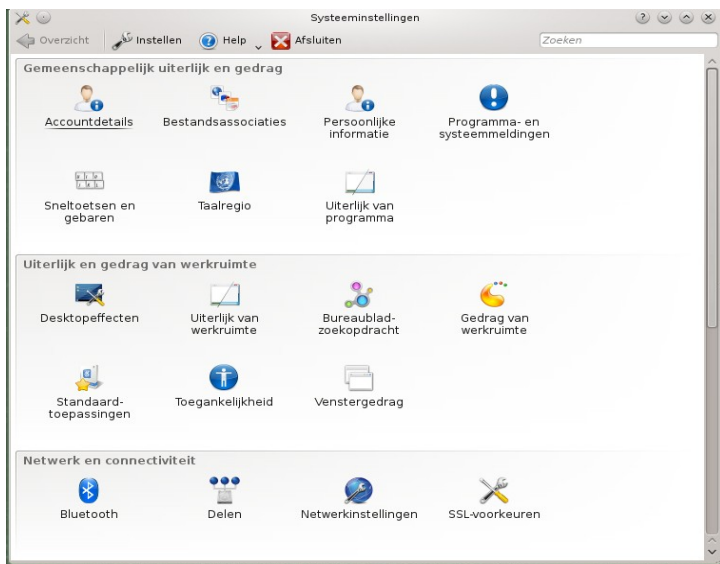 Systeeminstellingen
Overzicht Instellen Help Afsluiten Zoeken
Gemeenschappelijk uiterlijk en gedrag
Accountdetails Bestandsassociaties Persoonlijke informatie Programma- en systeemmeldingen
Sneltoetsen en gebaren Taalregio Uiterlijk van programma
Uiterlijk en gedrag van werkruimte
Desktopeffecten Uiterlijk van werkruimte Bureaublad-zoekopdracht Gedrag van werkruimte
Standaard-toepassingen Toegankelijkheid Venstergedrag
Netwerk en connectiviteit
Bluetooth Delen Netwerkinstellingen SSL-voorkeuren